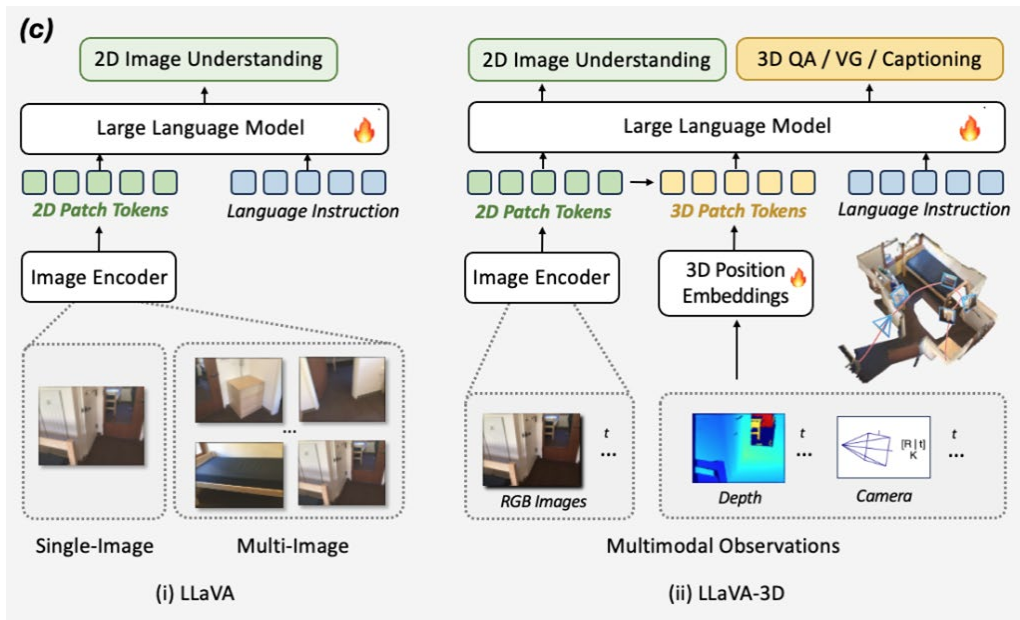 (c)
2D Image Understanding
Large Language Model
2D Patch Tokens
Language Instruction
Image Encoder
...
Single-Image
Multi-Image
(i) LLaVA
2D Image Understanding
3D QA / VG / Captioning
Large Language Model
2D Patch Tokens
3D Patch Tokens
Language Instruction
Image Encoder
3D Position
Embeddings
t
...
RGB Images
t
...
Depth
[R | t]
K
t
...
Camera
Multimodal Observations
(ii) LLaVA-3D